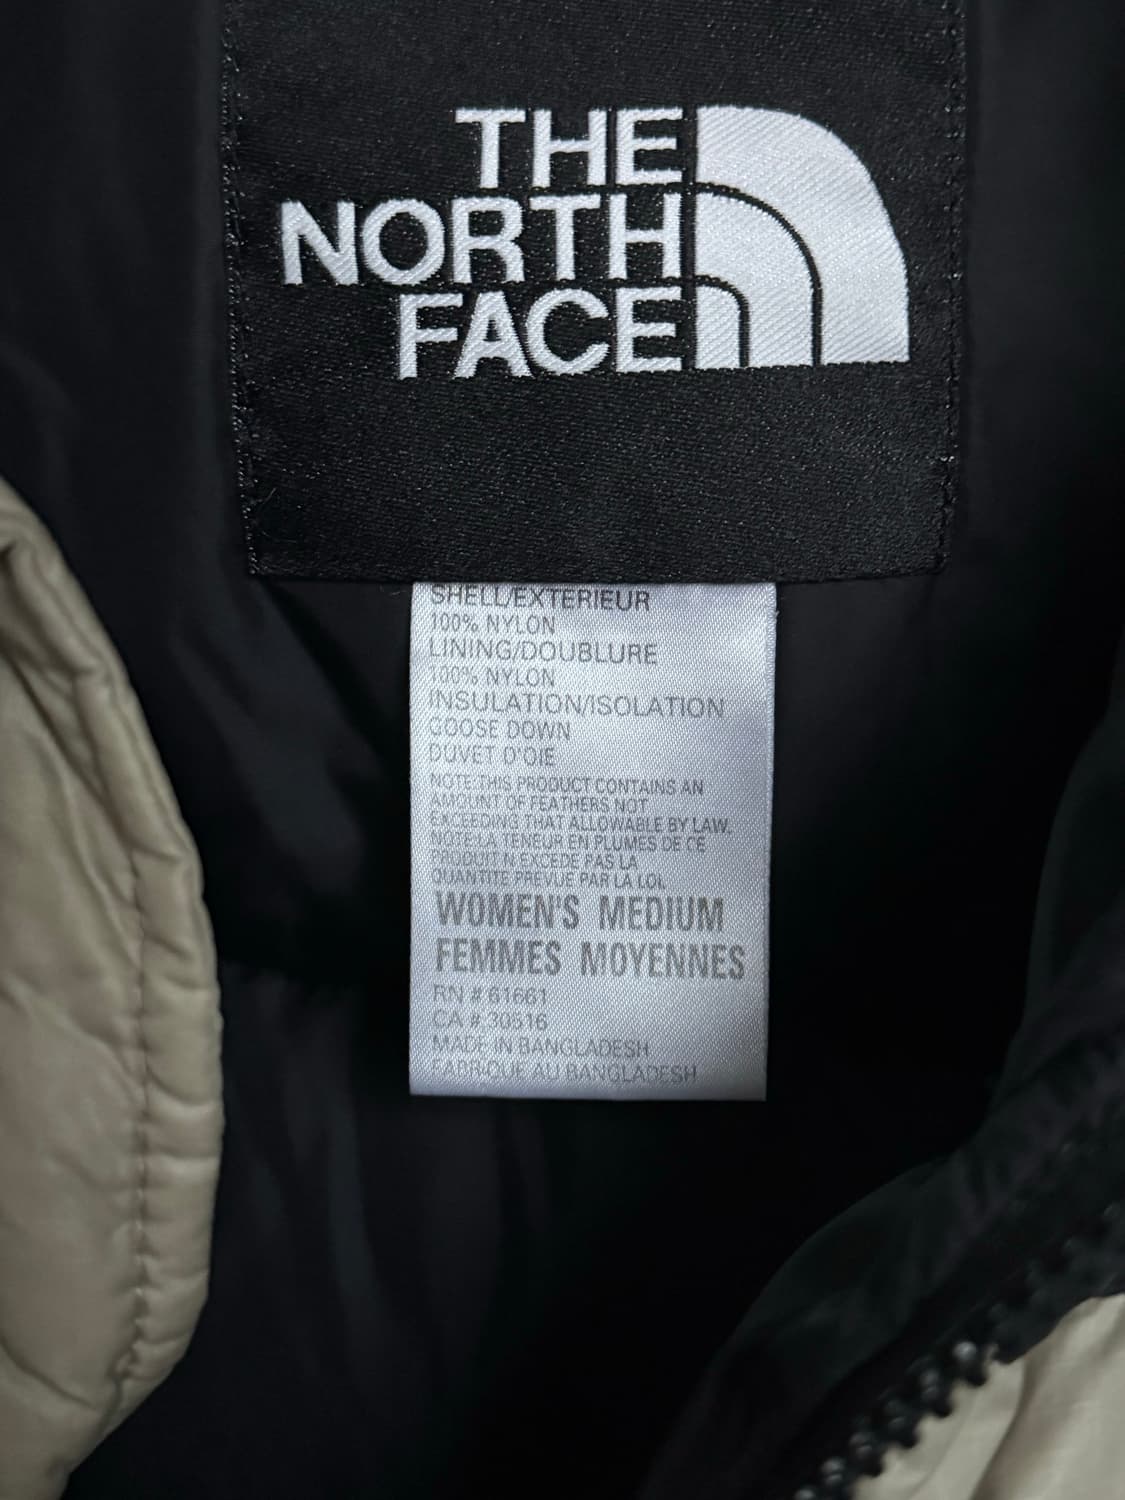 THE
NORTH
FACE
SHELL/EXTERIEUR
100% NYLON
LINING/DOUBLURE
100% NYLON
INSULATION/ISOLATION
GOOSE DOWN
DUVET D'OIE
NOTE:THIS PRODUCT CONTAINS AN
AMOUNT OF FEATHERS NOT
EXCEEDING THAT ALLOWABLE BY LAW.
NOTE:LA TENEUR EN PLUMES DE CE
PRODUIT N EXCEDE PAS LA
QUANTITE PREVUE PAR LA LOI.
WOMEN'S MEDIUM
FEMMES MOYENNES
RN # 61661
CA # 30516
MADE IN BANGLADESH
FABRIQUE AU BANGLADESH